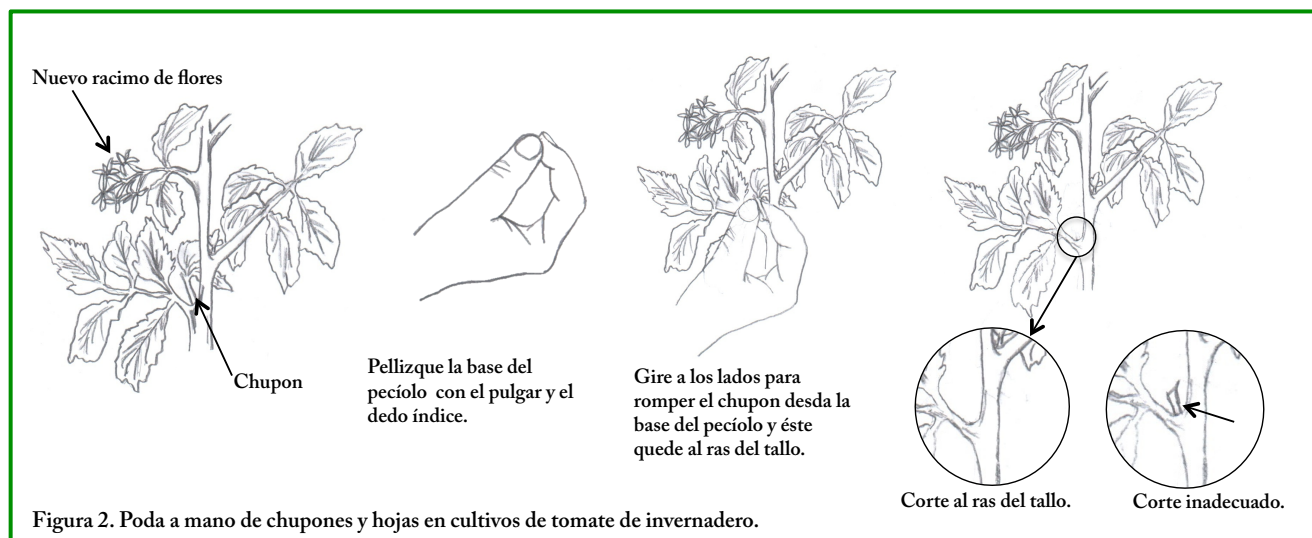 Nuevo racimo de flores
Chupon
Pellizque la base del
pecíolo con el pulgar y el
dedo índice.
Gire a los lados para
romper el chupon desda la
base del pecíolo y éste
quede al ras del tallo.
Corte al ras del tallo.
Corte inadecuado.
Figura 2. Poda a mano de chupones y hojas en cultivos de tomate de invernadero.